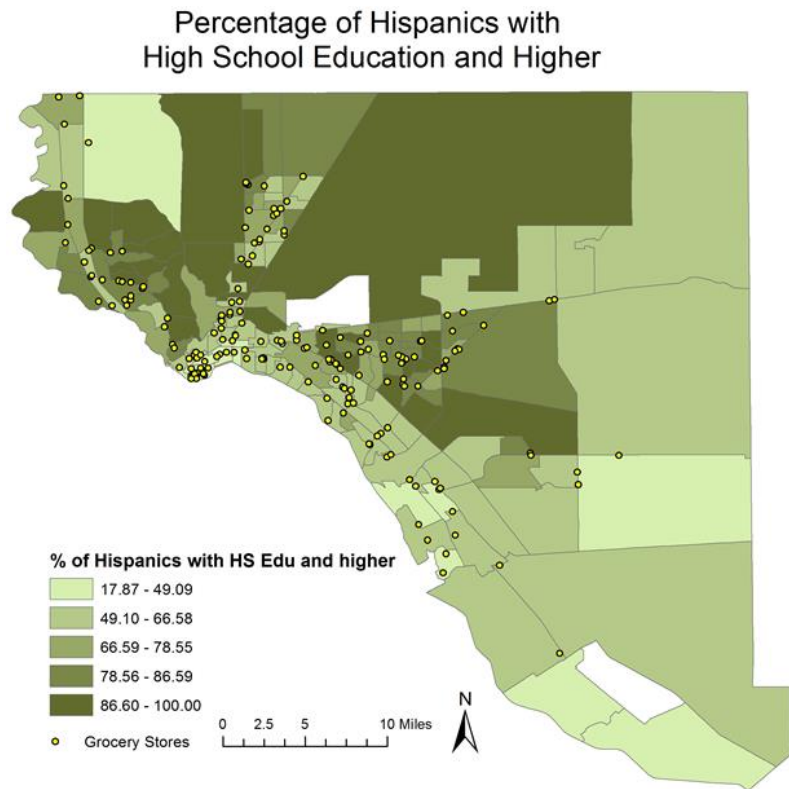 Percentage of Hispanics with
High School Education and Higher
% of Hispanics with HS Edu and higher
17.87 - 49.09
49.10 - 66.58
66.59 - 78.55
78.56 - 86.59
86.60 - 100.00
Grocery Stores
0 2.5 5 10 Miles
N